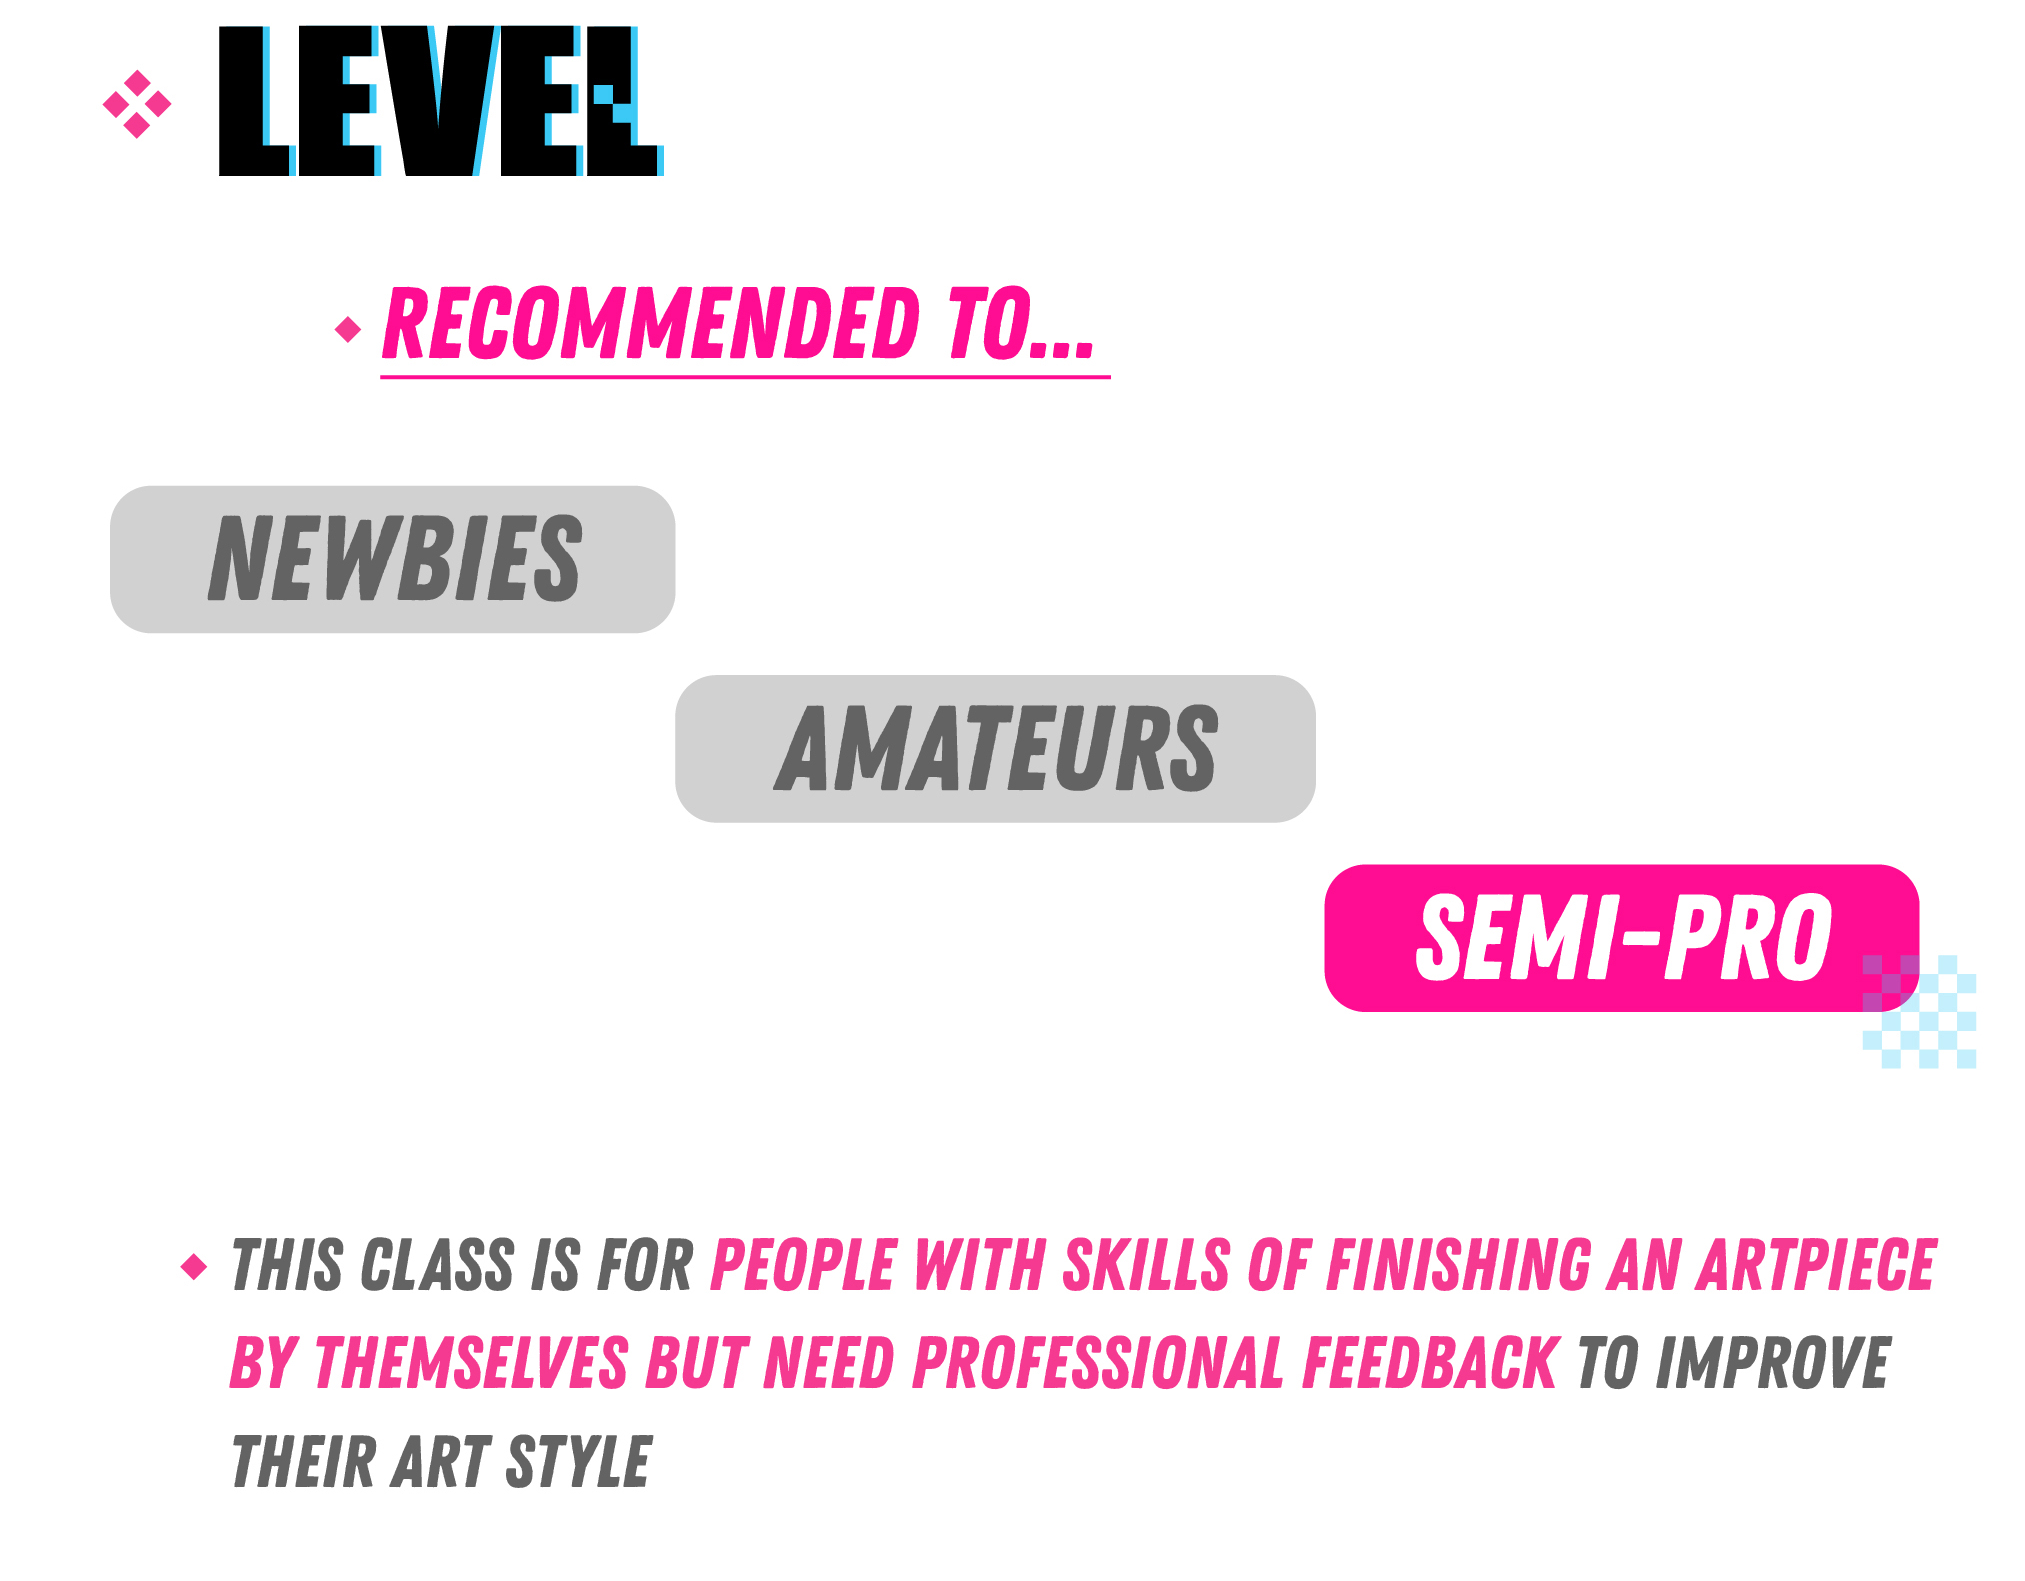 LEVEL
RECOMMENDED TO...
NEWBIES
AMATEURS
SEMI-PRO
THIS CLASS IS FOR PEOPLE WITH SKILLS OF FINISHING AN ARTPIECE
BY THEMSELVES BUT NEED PROFESSIONAL FEEDBACK TO IMPROVE
THEIR ART STYLE